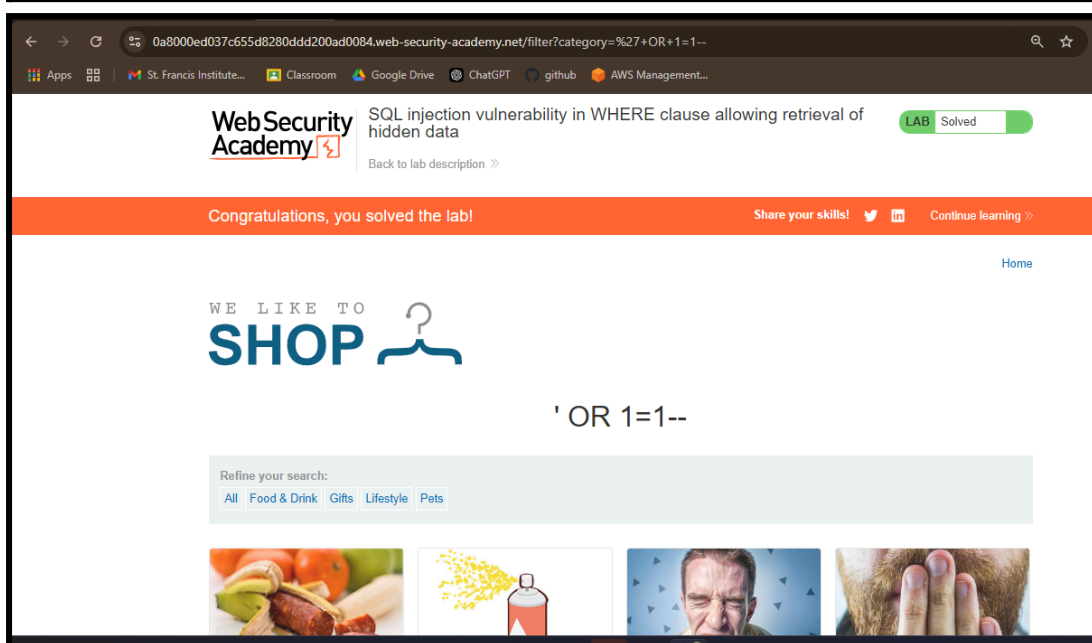 0a8000ed037c655d8280ddd200ad0084.web-security-academy.net/filter?category=%27+OR+1=1--
Apps St. Francis Institute... Classroom Google Drive ChatGPT github AWS Management...
WebSecurity
Academy
SQL injection vulnerability in WHERE clause allowing retrieval of
hidden data
Back to lab description
LAB Solved
Congratulations, you solved the lab!
Share your skills!
Continue learning
Home
WE LIKE TO
SHOP
' OR 1=1--
Refine your search:
All Food & Drink Gifts Lifestyle Pets